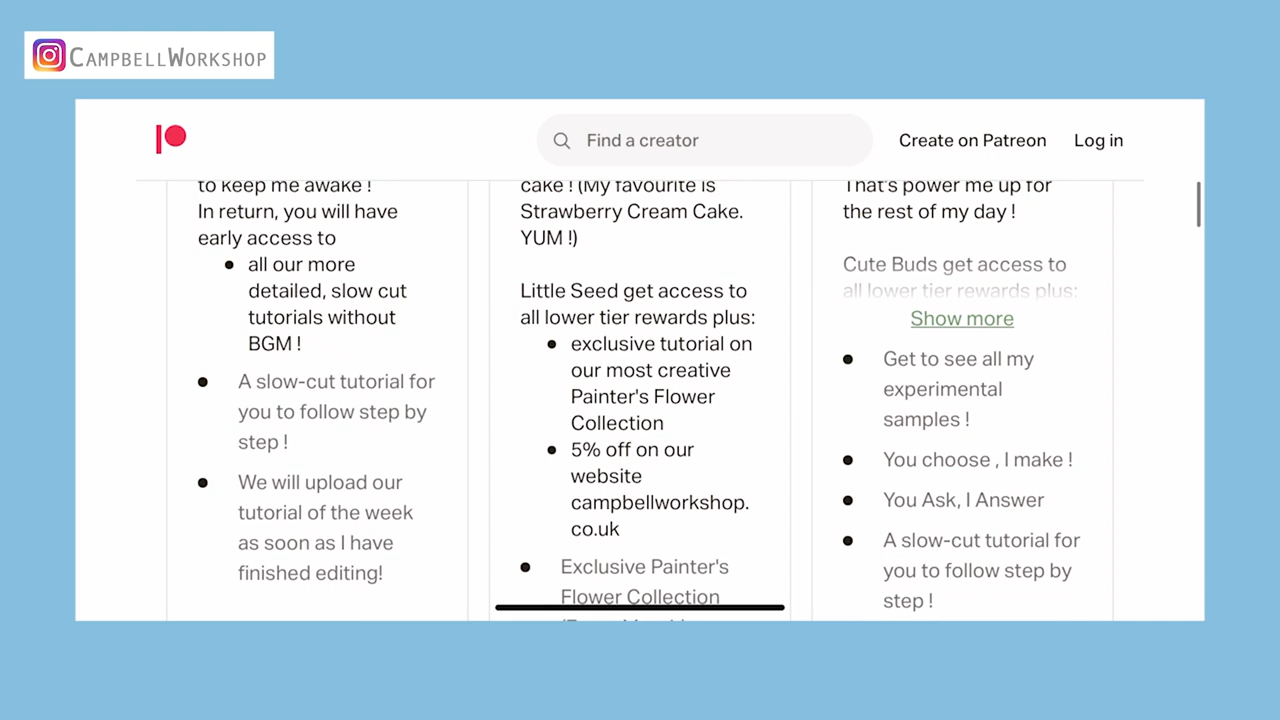 CAMPBELLWORKSHOP
Find a creator
Create on Patreon
Log in
to keep me awake !
In return, you will have
early access to
all our more
detailed, slow cut
tutorials without
BGM !
A slow-cut tutorial for
you to follow step by
step !
We will upload our
tutorial of the week
as soon as I have
finished editing!
cake ! (My favourite is
Strawberry Cream Cake.
YUM !)
Little Seed get access to
all lower tier rewards plus:
exclusive tutorial on
our most creative
Painter's Flower
Collection
5% off on our
website
campbellworkshop.
co.uk
Exclusive Painter's
Flower Collection
That's power me up for
the rest of my day !
Cute Buds get access to
all lower tier rewards plus:
Show more
Get to see all my
experimental
samples !
You choose , I make !
You Ask, I Answer
A slow-cut tutorial for
you to follow step by
step !